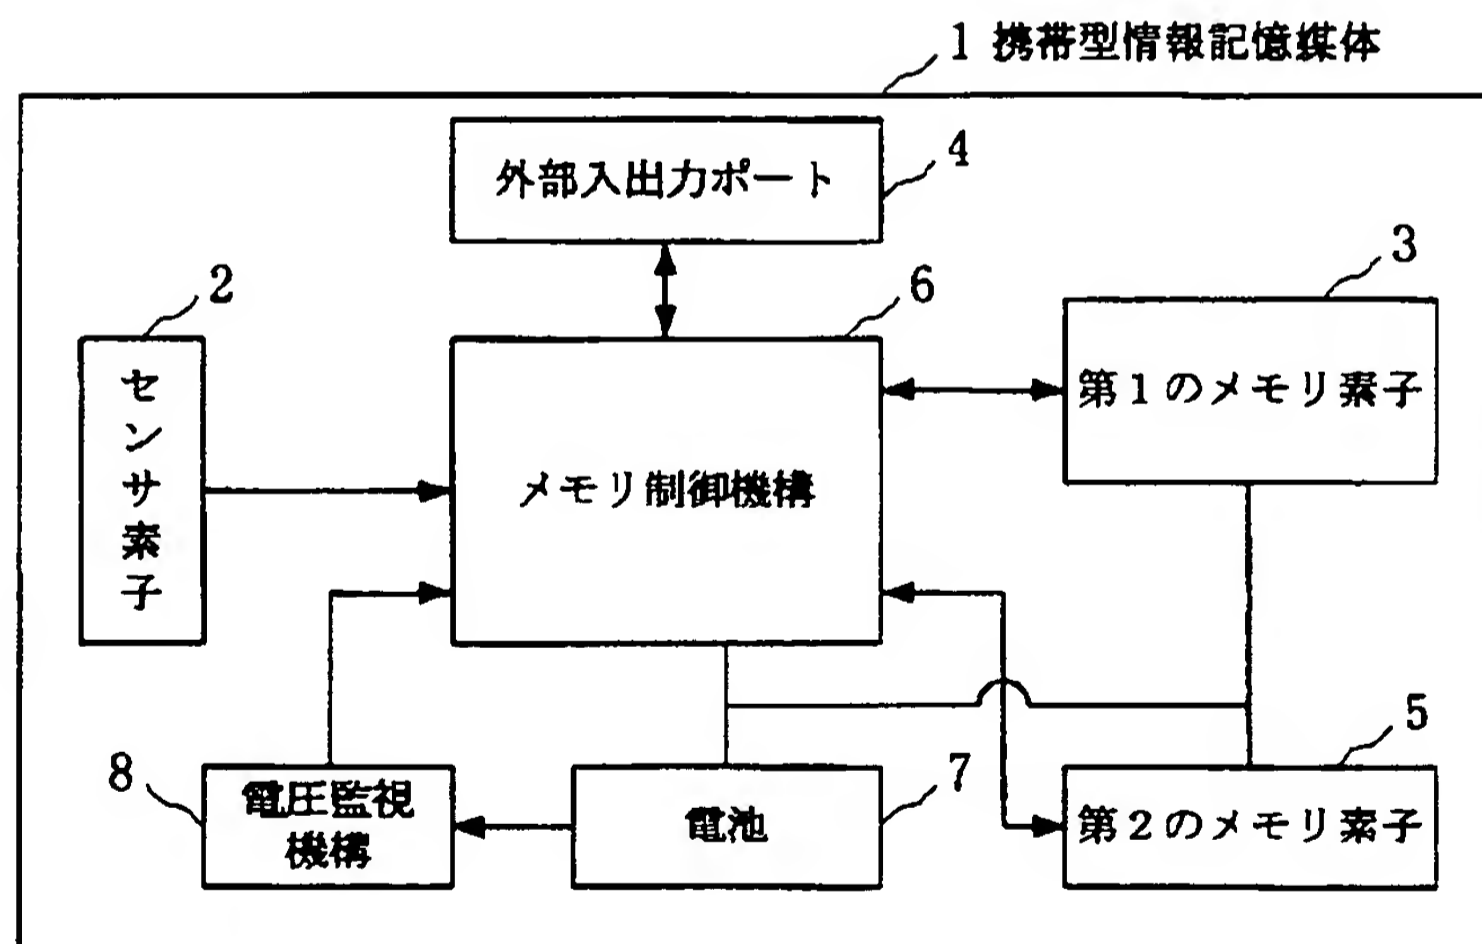 1 携帯型情報記憶媒体
外部入出力ポート
4
2
センサ素子
6
メモリ制御機構
3
第1のメモリ素子
8
電圧監視
機構
電池
7
5
第2のメモリ素子